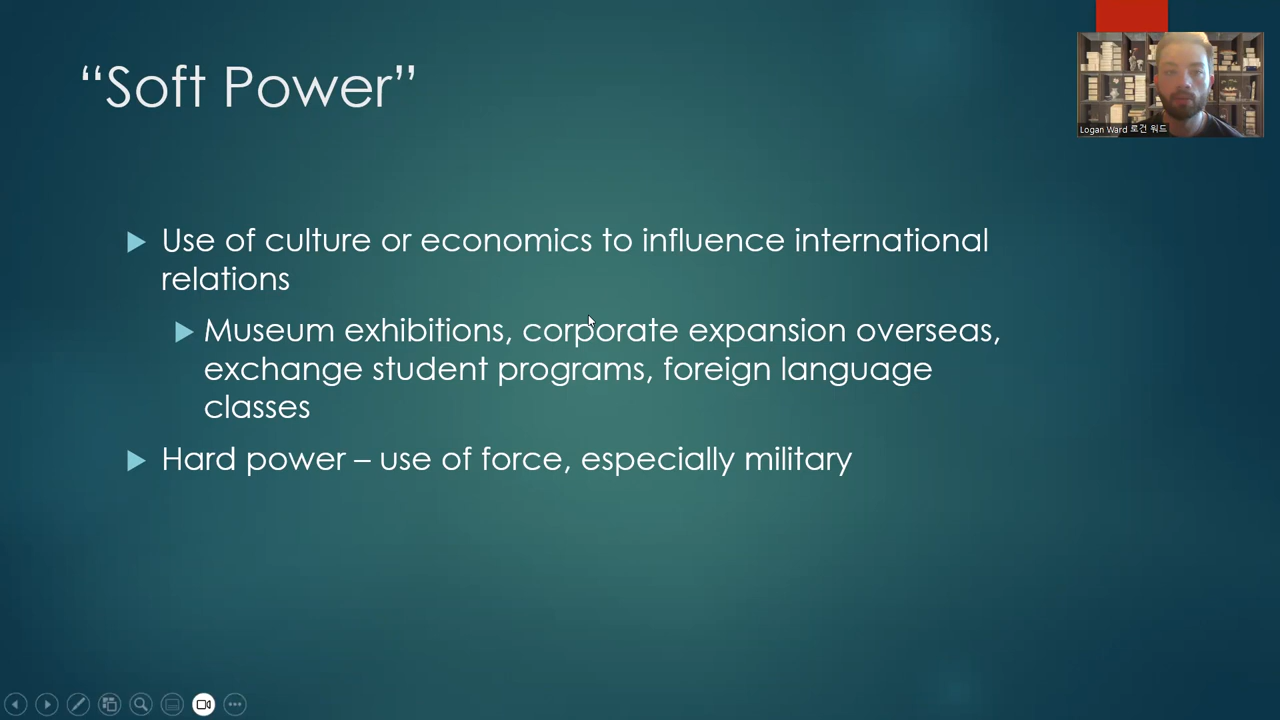 “Soft Power”
Logan Ward 로건 워드
Use of culture or economics to influence international
relations
Museum exhibitions, corporate expansion overseas,
exchange student programs, foreign language
classes
Hard power – use of force, especially military